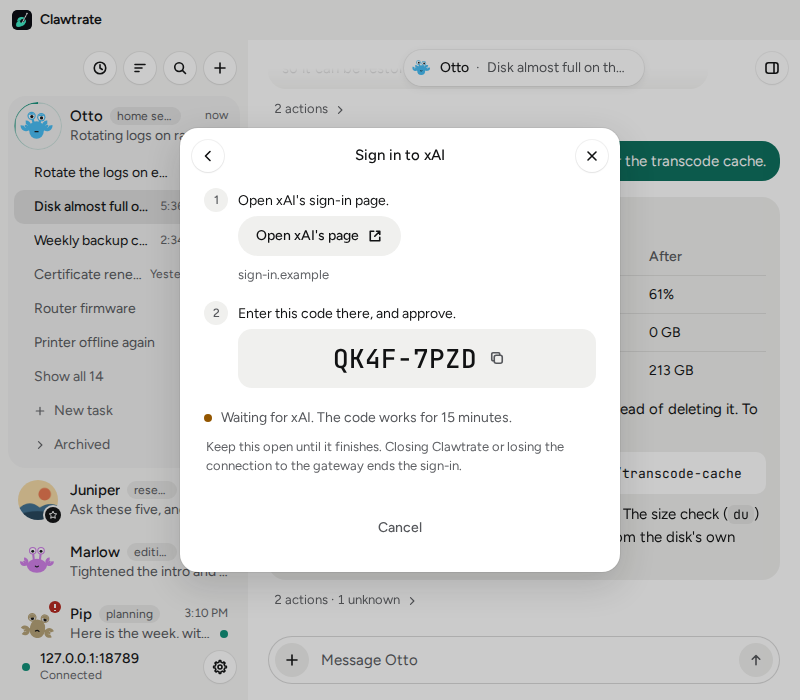 Clawtrate
Otto
home se...
now
Rotating logs on ra
Rotate the logs on e...
Disk almost full o...
5:36
Weekly backup c...
2:34
Certificate rene...
Yeste
Router firmware
Printer offline again
Show all 14
New task
Archived
Juniper
rese...
Ask these five, an
Marlow
editi...
Tightened the intro and ...
Pip
planning
3:10 PM
Here is the week. wit...
127.0.0.1:18789
Connected
Otto · Disk almost full on th...
2 actions
r the transcode cache.
After
61%
0 GB
213 GB
ead of deleting it. To
/transcode-cache
The size check ( du )
om the disk's own
2 actions · 1 unknown
Message Otto
Sign in to xAI
1
Open xAI's sign-in page.
Open xAI's page
sign-in.example
2
Enter this code there, and approve.
QK4F-7PZD
Waiting for xAI. The code works for 15 minutes.
Keep this open until it finishes. Closing Clawtrate or losing the
connection to the gateway ends the sign-in.
Cancel